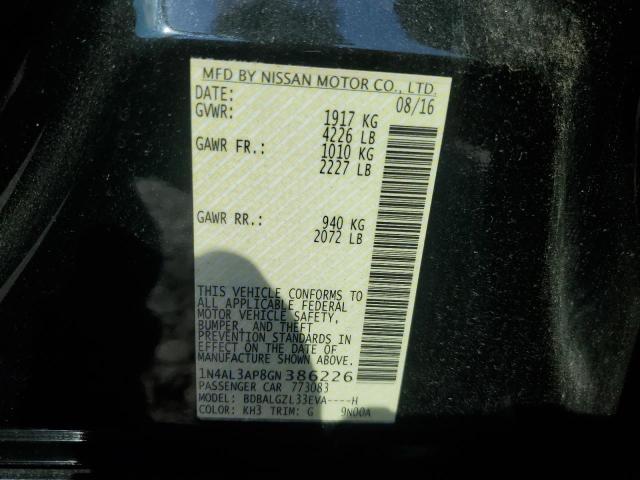 MFD BY NISSAN MOTOR CO., LTD.
DATE: 08/16
GVWR: 1917 KG
4226 LB
GAWR FR.: 1010 KG
2227 LB
GAWR RR.: 940 KG
2072 LB
THIS VEHICLE CONFORMS TO
ALL APPLICABLE FEDERAL
MOTOR VEHICLE SAFETY,
BUMPER, AND THEFT
PREVENTION STANDARDS IN
EFFECT ON THE DATE OF
MANUFACTURE SHOWN ABOVE.
1N4AL3AP8GN386226
PASSENGER CAR 773083
MODEL: BDBALGZL33EVA----H
COLOR: KH3 TRIM: G 9N00A